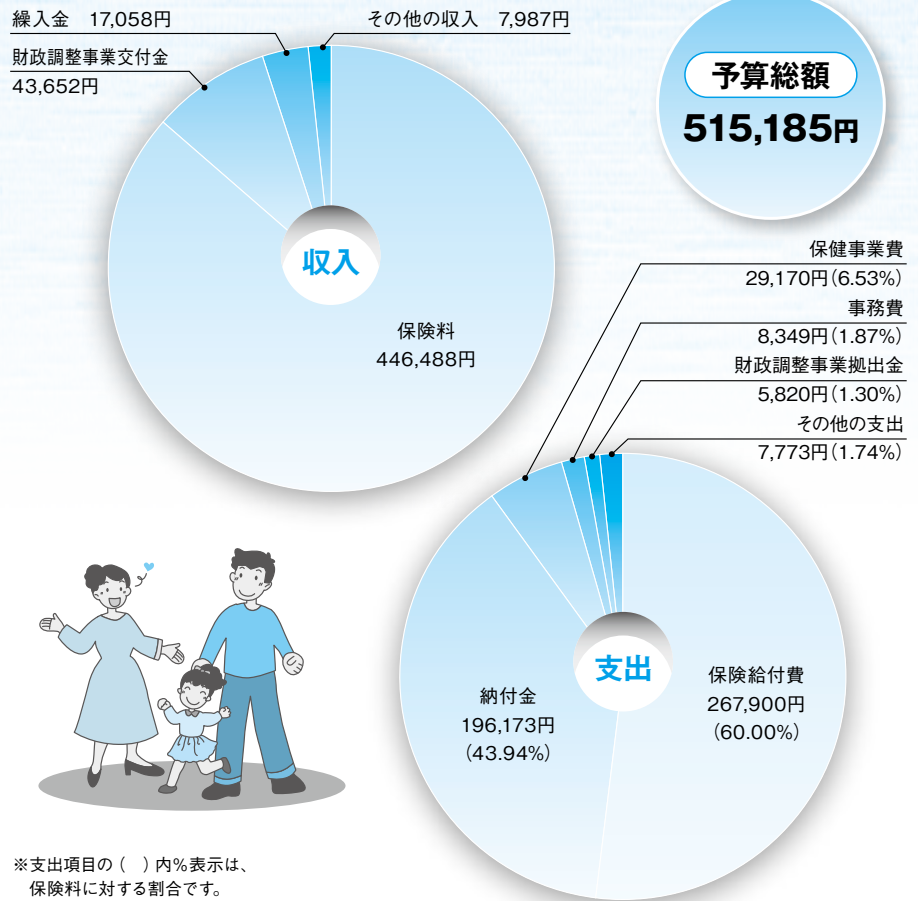 繰入金　17,058円
その他の収入　7,987円
財政調整事業交付金
43,652円
予算総額
515,185円
収入
保険料
446,488円
保健事業費
29,170円(6.53%)
事務費
8,349円(1.87%)
財政調整事業拠出金
5,820円(1.30%)
その他の支出
7,773円(1.74%)
支出
納付金
196,173円
(43.94%)
保険給付費
267,900円
(60.00%)
※支出項目の（　）内%表示は、
保険料に対する割合です。